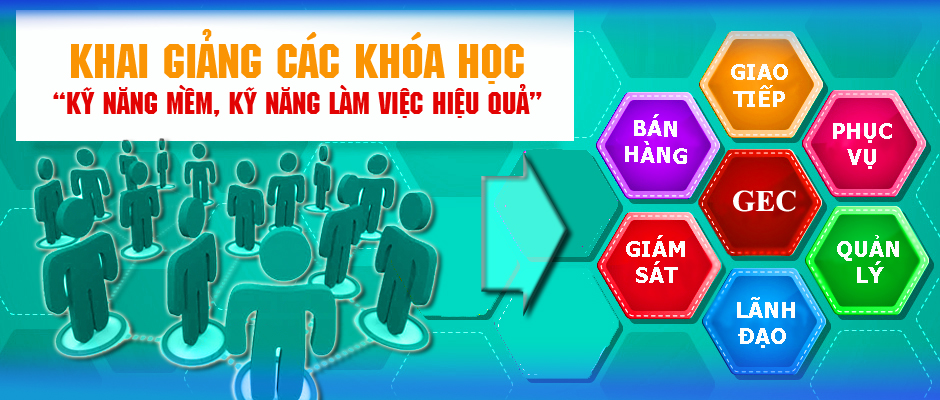 KHAI GIẢNG CÁC KHÓA HỌC
“KỸ NĂNG MỀM, KỸ NĂNG LÀM VIỆC HIỆU QUẢ”
GIAO
TIẾP
BÁN
HÀNG
PHỤC
VỤ
GEC
GIÁM
SÁT
QUẢN
LÝ
LÃNH
ĐẠO